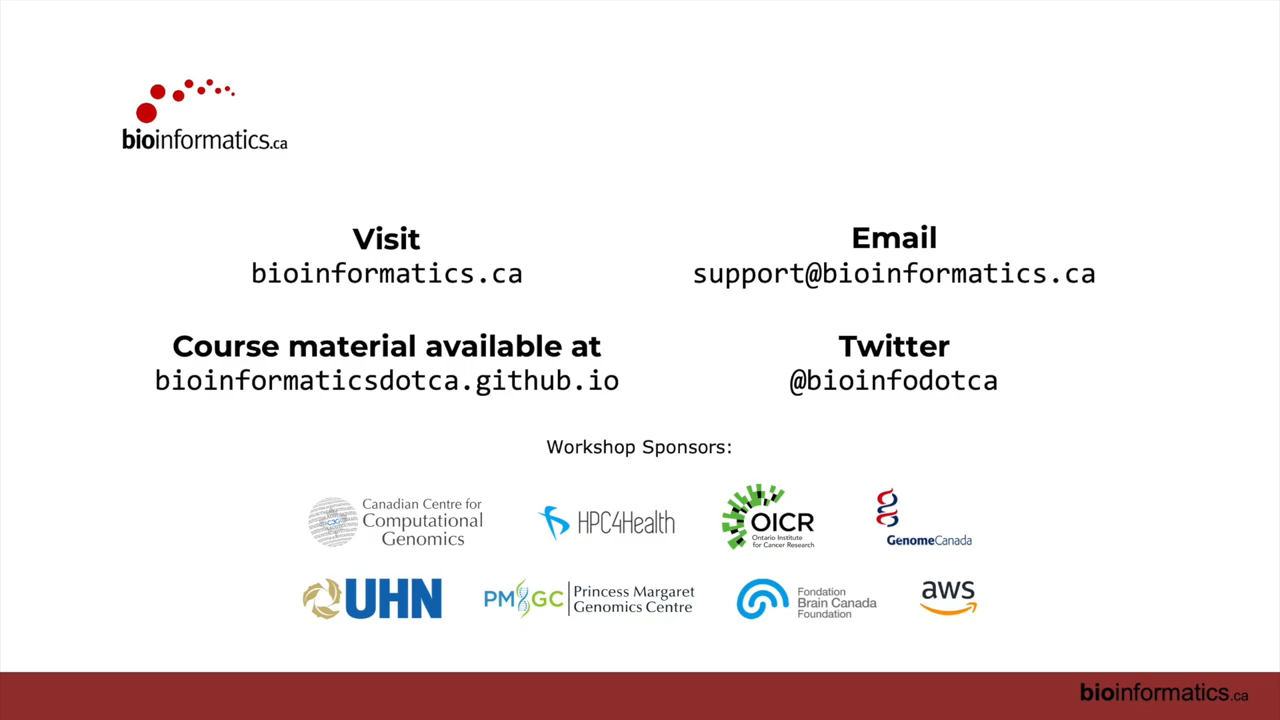 bioinformatics.ca
Visit
bioinformatics.ca
Email
support@bioinformatics.ca
Course material available at
bioinformaticsdotca.github.io
Twitter
@bioinfodotca
Workshop Sponsors:
Canadian Centre for
Computational
Genomics
HPC4Health
OICR
Ontario Institute
for Cancer Research
GenomeCanada
UHN
PMGC
Princess Margaret
Genomics Centre
Fondation
Brain Canada
Foundation
aws
bioinformatics.ca